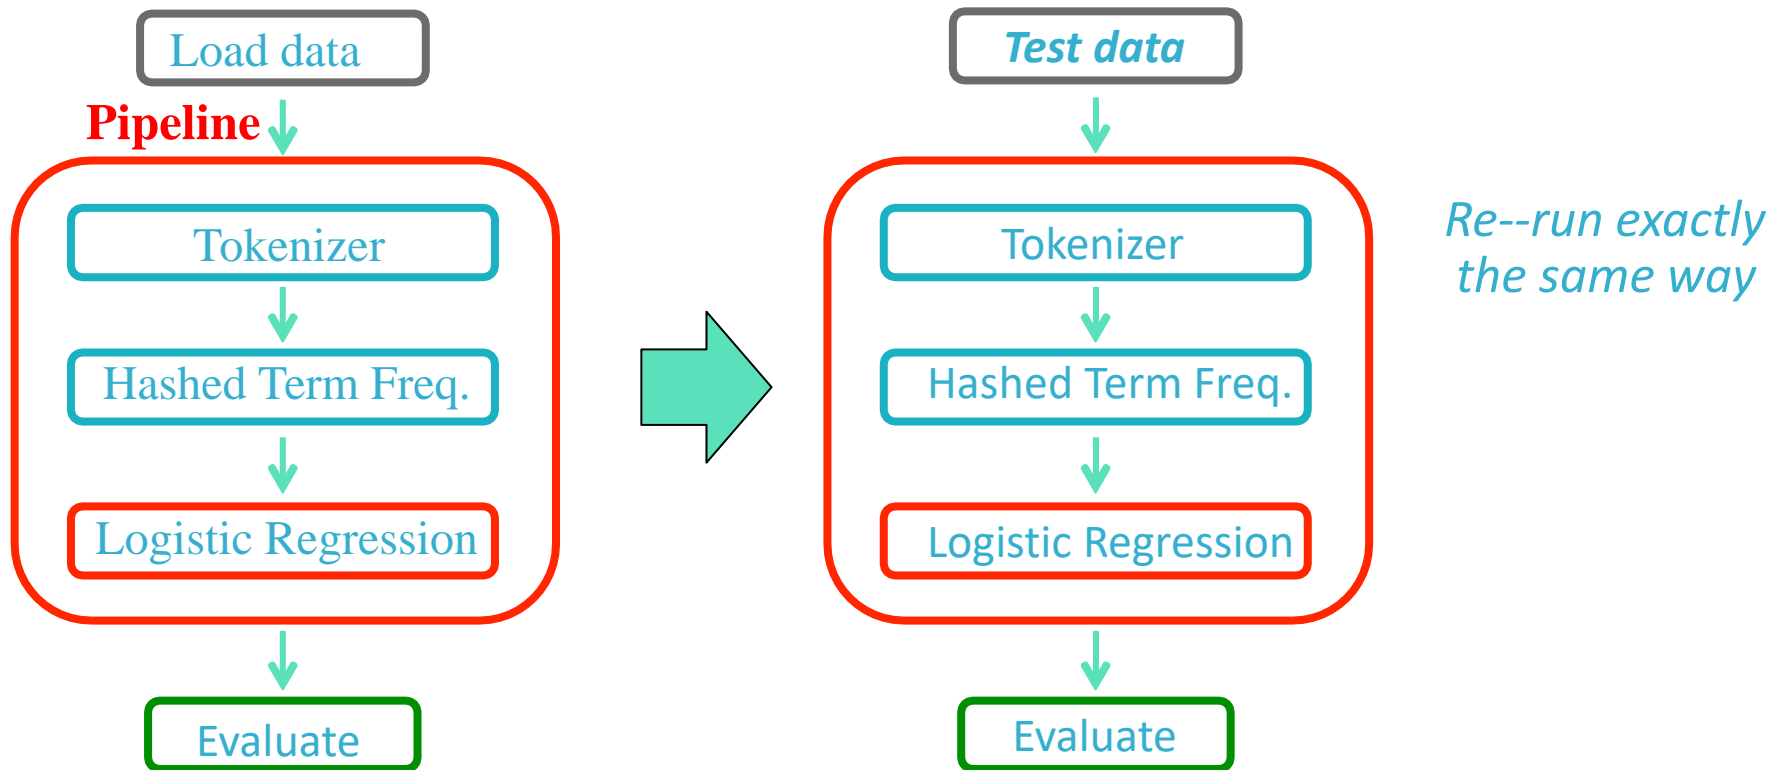 Load data
Pipeline
Tokenizer
Hashed Term Freq.
Logistic Regression
Evaluate
Test data
Tokenizer
Hashed Term Freq.
Logistic Regression
Evaluate
Re--run exactly
the same way